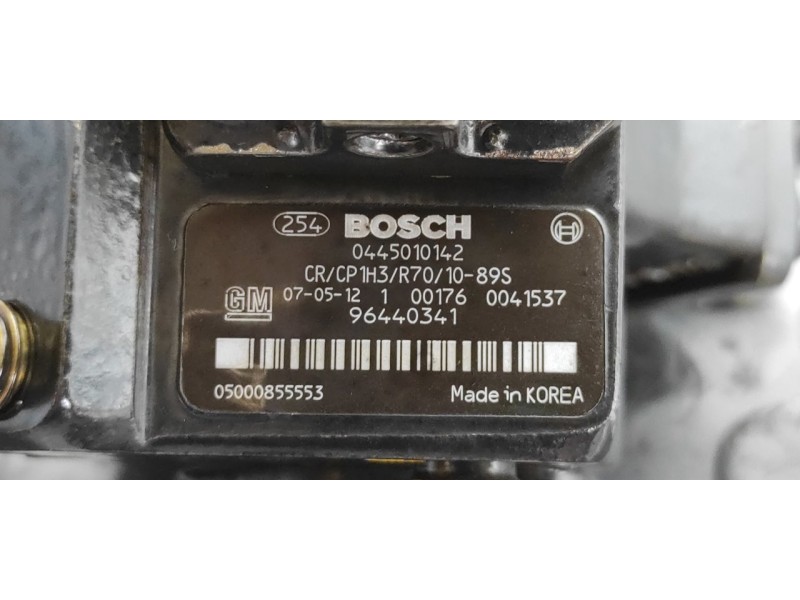 254 BOSCH
0445010142
CR/CP1H3/R70/10-89S
GM 07-05-12 1 00176 0041537
96440341
05000855553 Made in KOREA